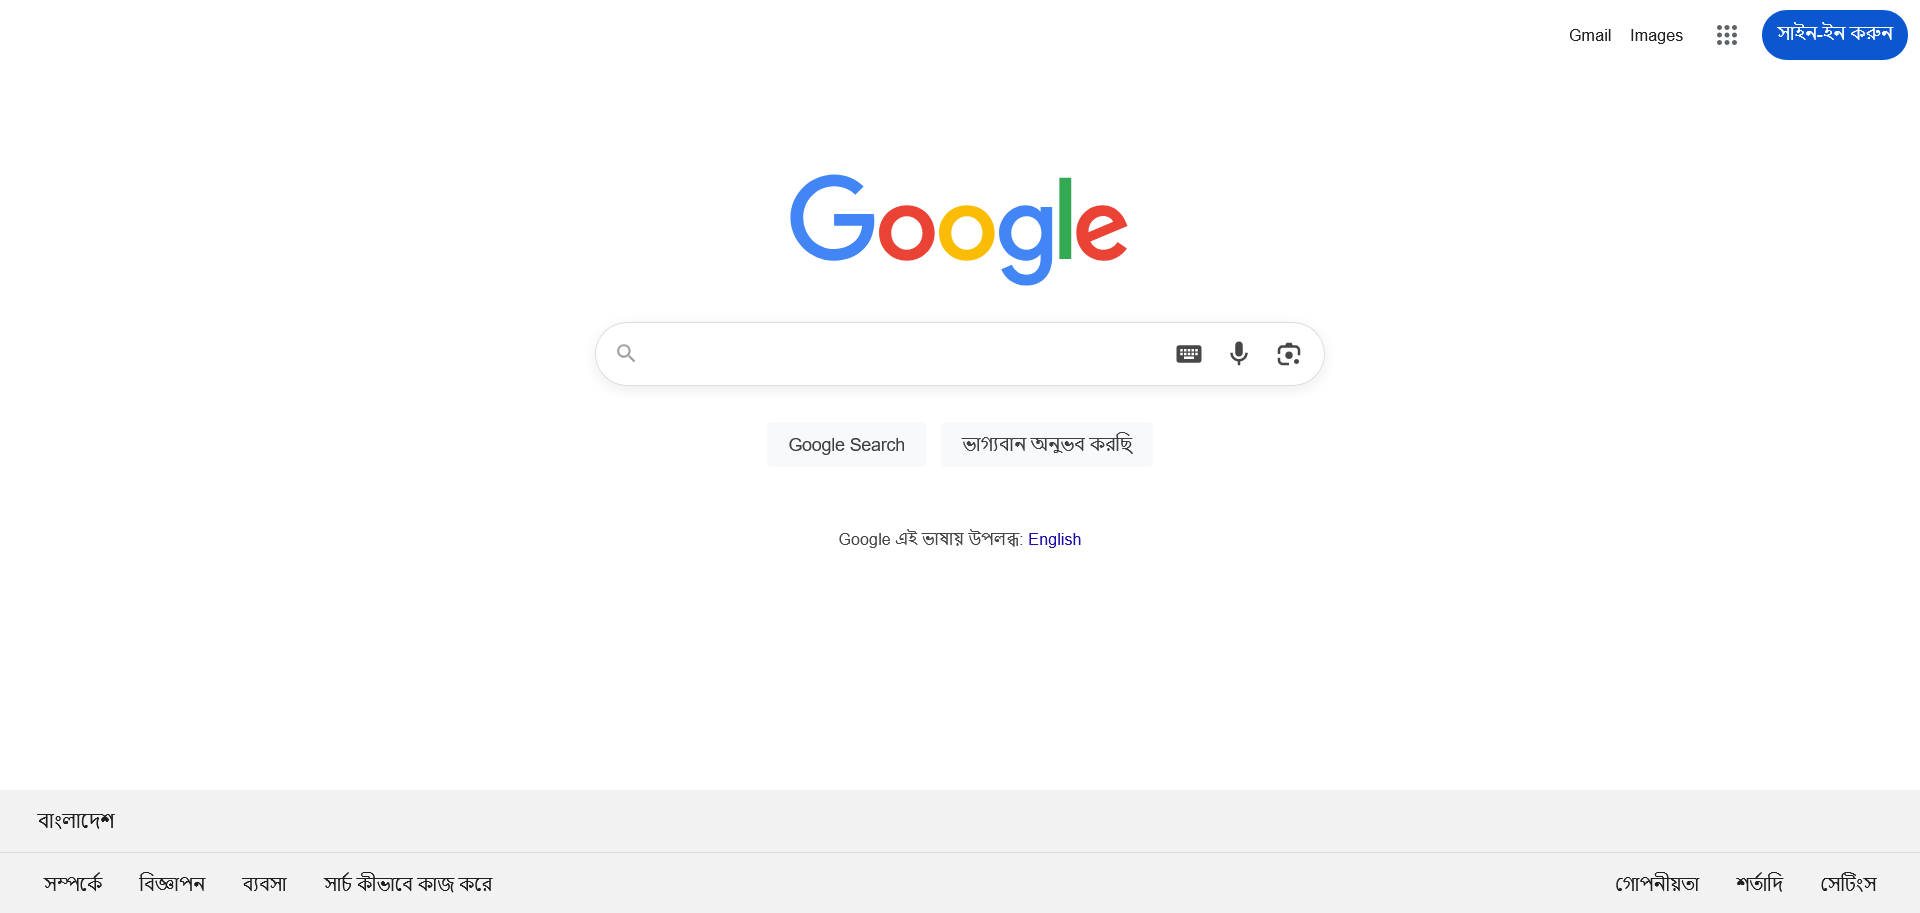 Gmail Images সাইন-ইন করুন
Google
Google Search ভাগ্যবান অনুভব করছি
Google এই ভাষায় উপলব্ধ: English
বাংলাদেশ
সম্পর্কে বিজ্ঞাপন ব্যবসা সার্চ কীভাবে কাজ করে গোপনীয়তা শর্তাদি সেটিংস